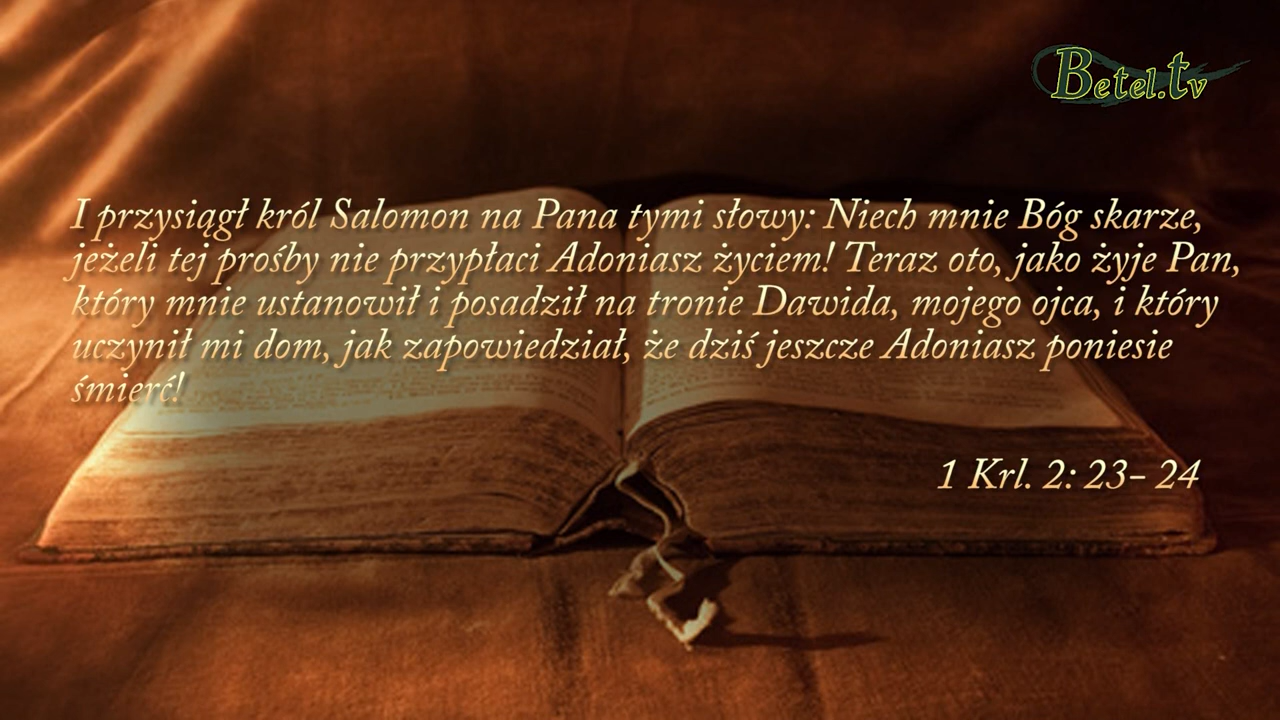 Betel.tv
I przysiągł król Salomon na Pana tymi słowy: Niech mnie Bóg skarze,
jeżeli tej prośby nie przypłaci Adoniasz życiem! Teraz oto, jako żyje Pan,
który mnie ustanowił i posadził na tronie Dawida, mojego ojca, i który
uczynił mi dom, jak zapowiedział, że dziś jeszcze Adoniasz poniesie
śmierć!
1 Krl. 2: 23– 24